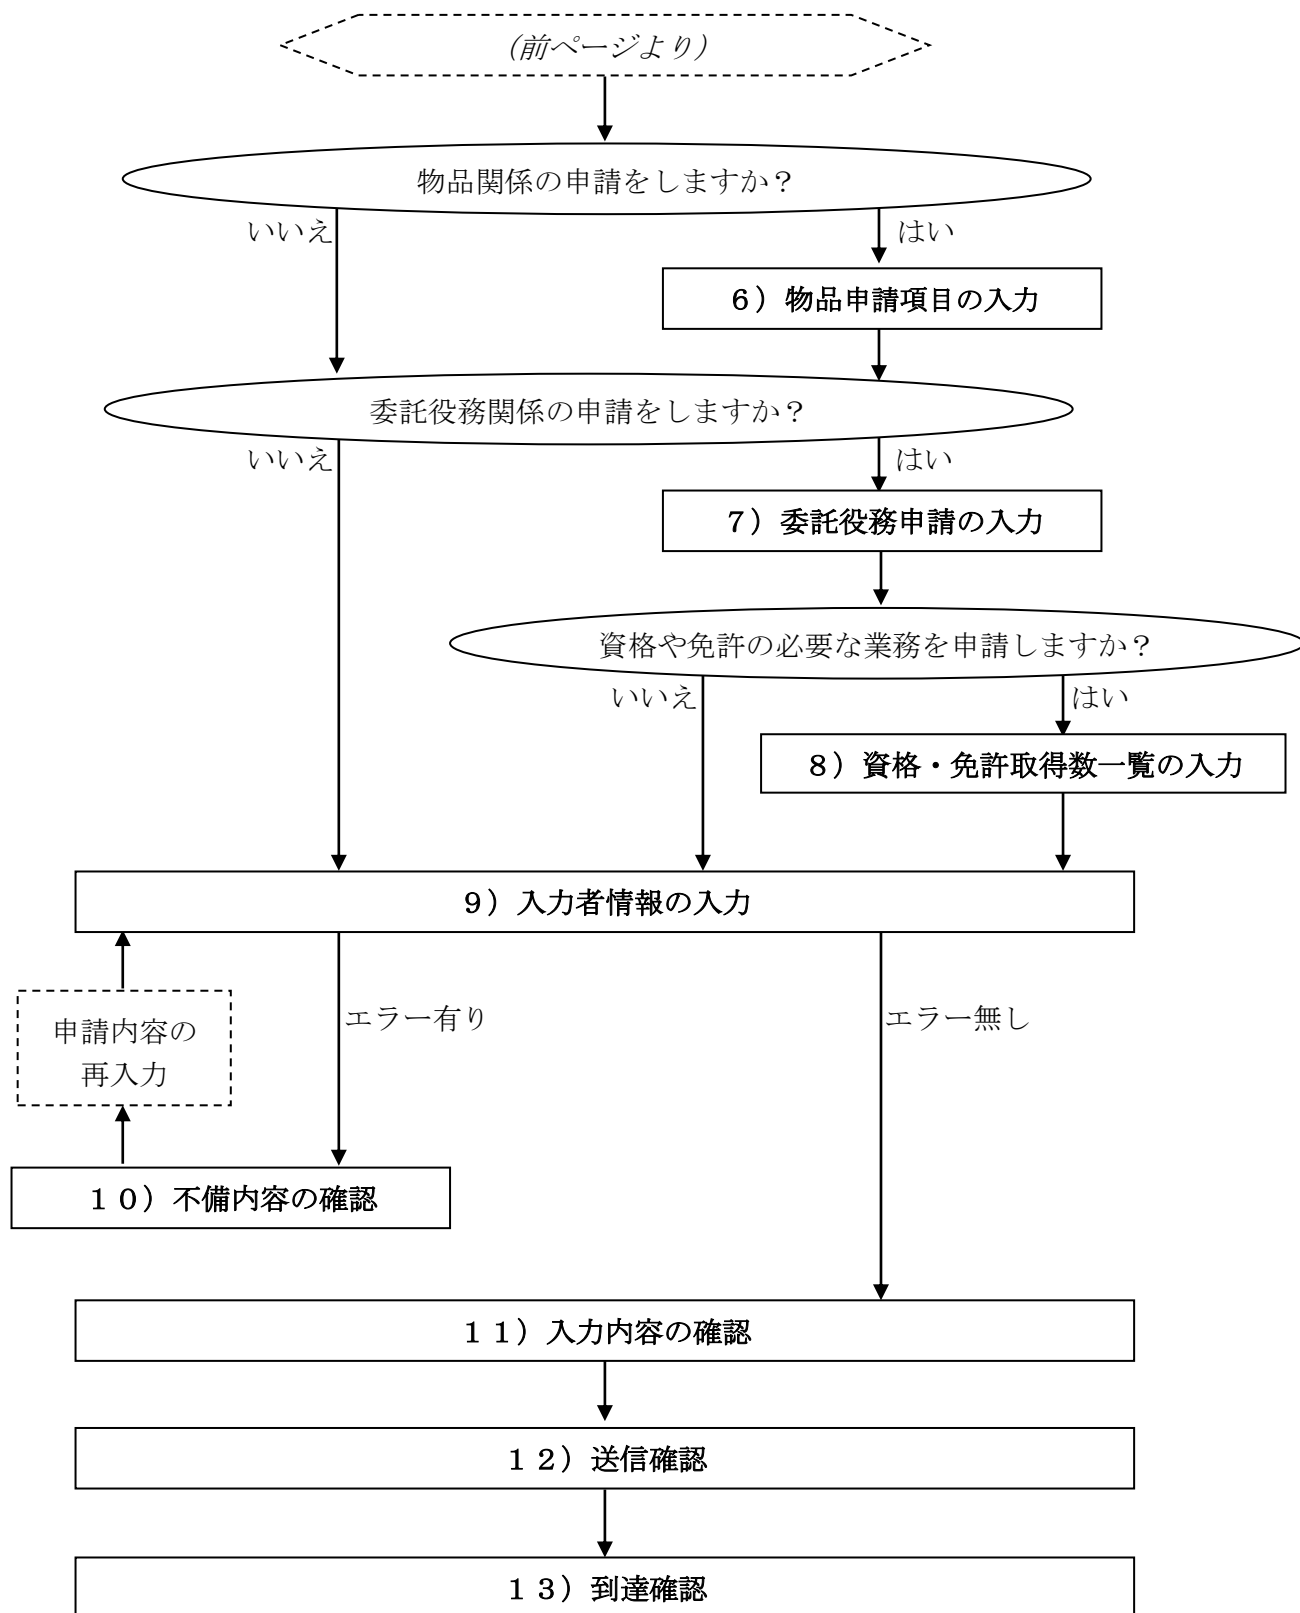 (前ページより)
物品関係の申請をしますか？
いいえ
はい
６）物品申請項目の入力
委託役務関係の申請をしますか？
いいえ
はい
７）委託役務申請の入力
資格や免許の必要な業務を申請しますか？
いいえ
はい
８）資格・免許取得数一覧の入力
９）入力者情報の入力
エラー有り
エラー無し
申請内容の
再入力
１０）不備内容の確認
１１）入力内容の確認
１２）送信確認
１３）到達確認